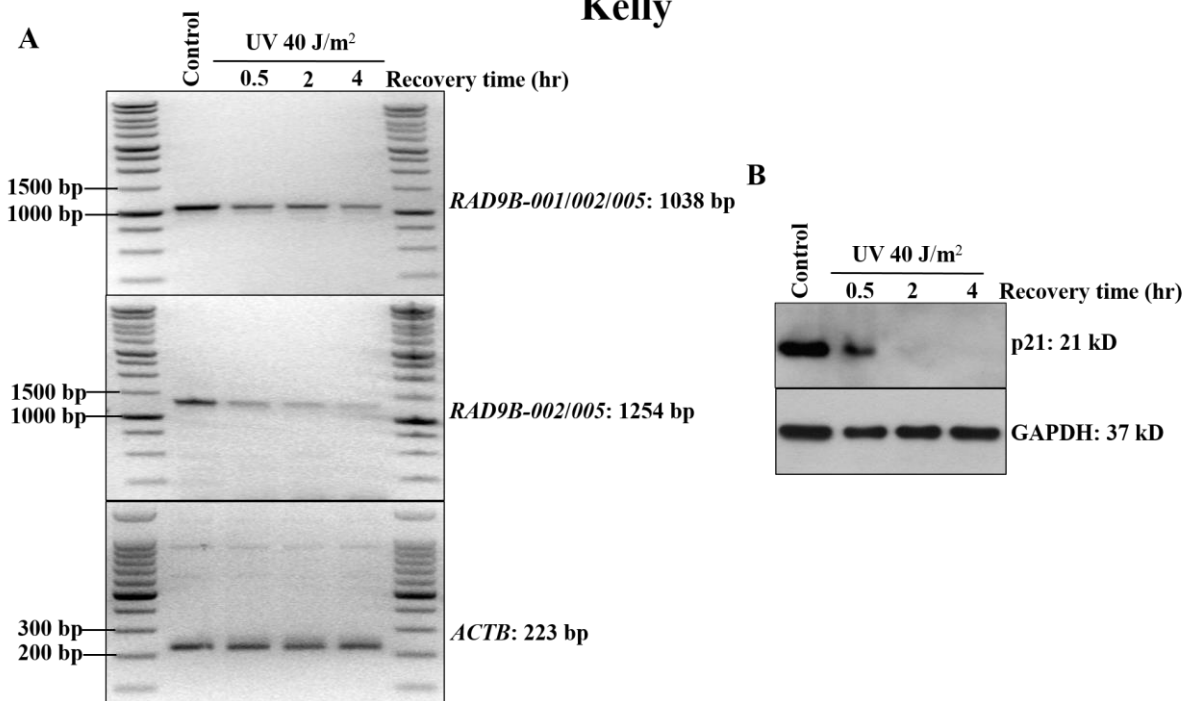 Kelly
A
Control
UV 40 J/m²
0.5 2 4 Recovery time (hr)
1500 bp
1000 bp
RAD9B-001/002/005: 1038 bp
1500 bp
1000 bp
RAD9B-002/005: 1254 bp
300 bp
200 bp
ACTB: 223 bp
B
Control
UV 40 J/m²
0.5 2 4 Recovery time (hr)
p21: 21 kD
GAPDH: 37 kD